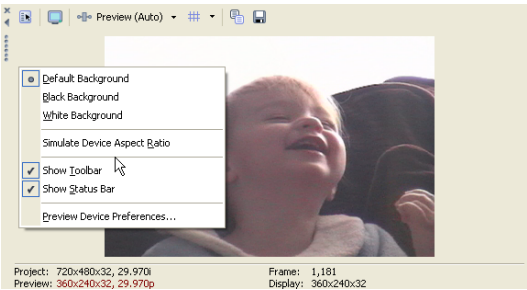 Preview (Auto)
Default Background
Black Background
White Background
Simulate Device Aspect Ratio
Show Toolbar
Show Status Bar
Preview Device Preferences...
Project: 720x480x32, 29.970i Frame: 1,181
Preview: 360x240x32, 29.970p Display: 360x240x32